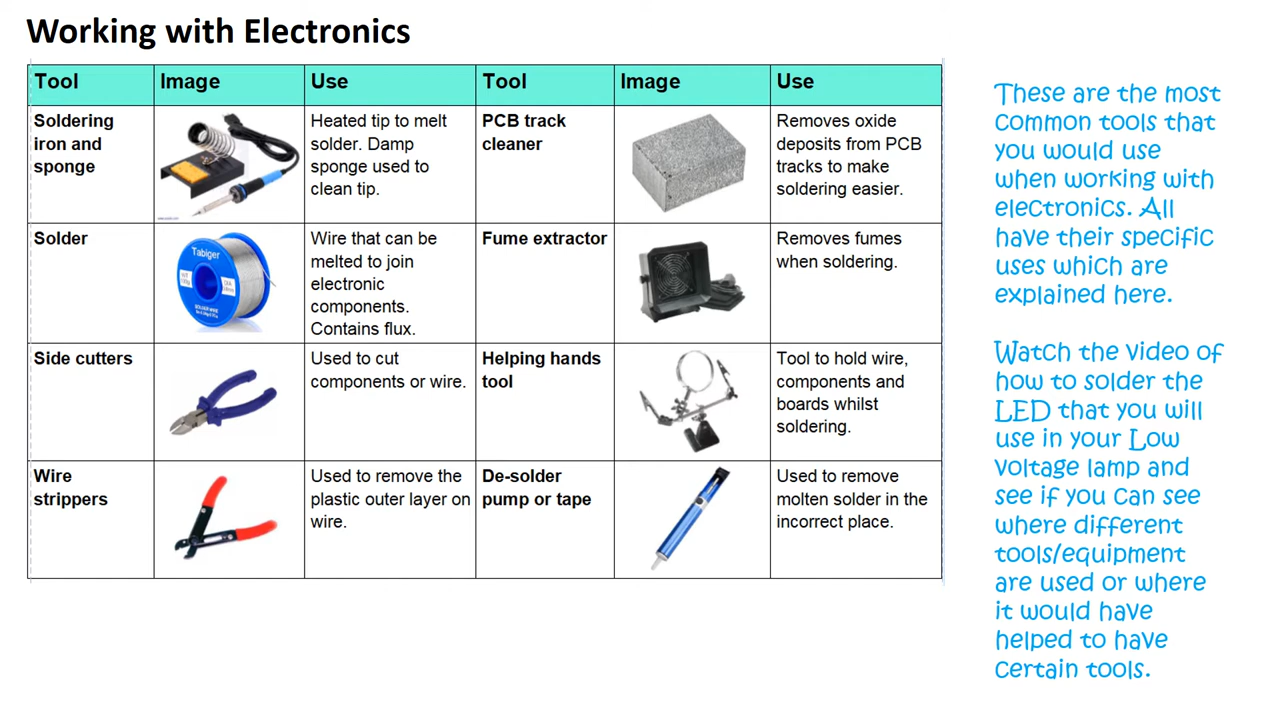 Working with Electronics
Tool
Image
Use
Tool
Image
Use
Soldering
iron and
sponge
Heated tip to melt
solder. Damp
sponge used to
clean tip.
PCB track
cleaner
Removes oxide
deposits from PCB
tracks to make
soldering easier.
Solder
Tabiger
Wire that can be
melted to join
electronic
components.
Contains flux.
Fume extractor
Removes fumes
when soldering.
Side cutters
Used to cut
components or wire.
Helping hands
tool
Tool to hold wire,
components and
boards whilst
soldering.
Wire
strippers
Used to remove the
plastic outer layer on
wire.
De-solder
pump or tape
Used to remove
molten solder in the
incorrect place.
These are the most
common tools that
you would use
when working with
electronics. All
have their specific
uses which are
explained here.
Watch the video of
how to solder the
LED that you will
use in your Low
voltage lamp and
see if you can see
where different
tools/equipment
are used or where
it would have
helped to have
certain tools.